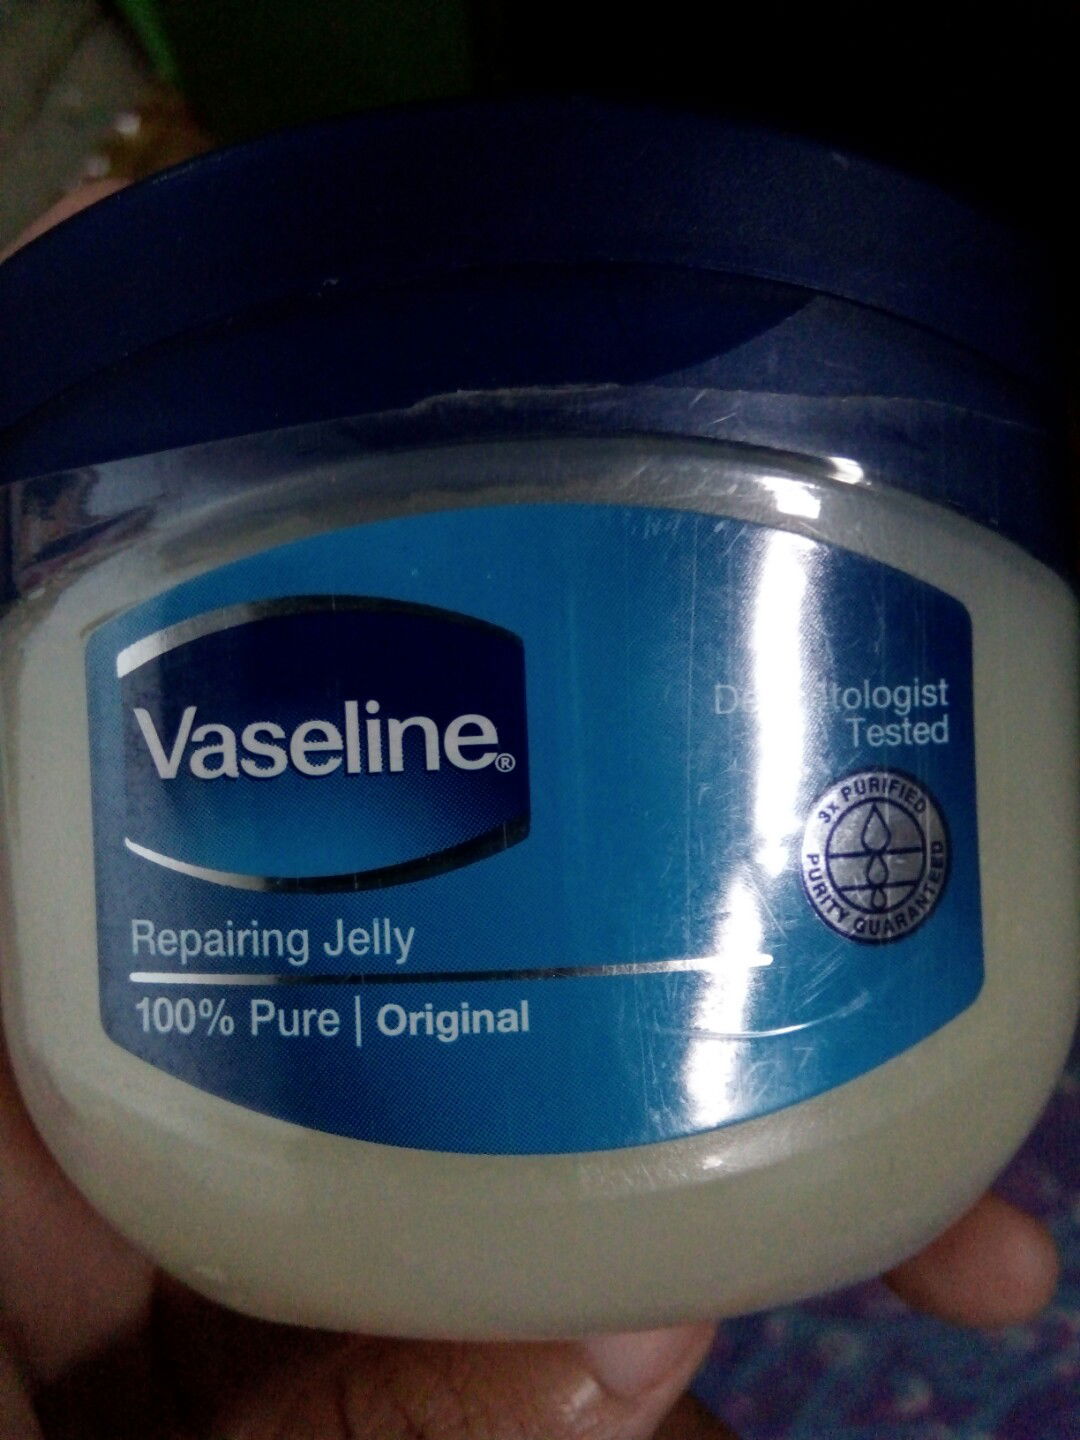 Vaseline®
Repairing Jelly
100% Pure | Original
Tested
3x PURIFIED
PURITY GUARANTEED